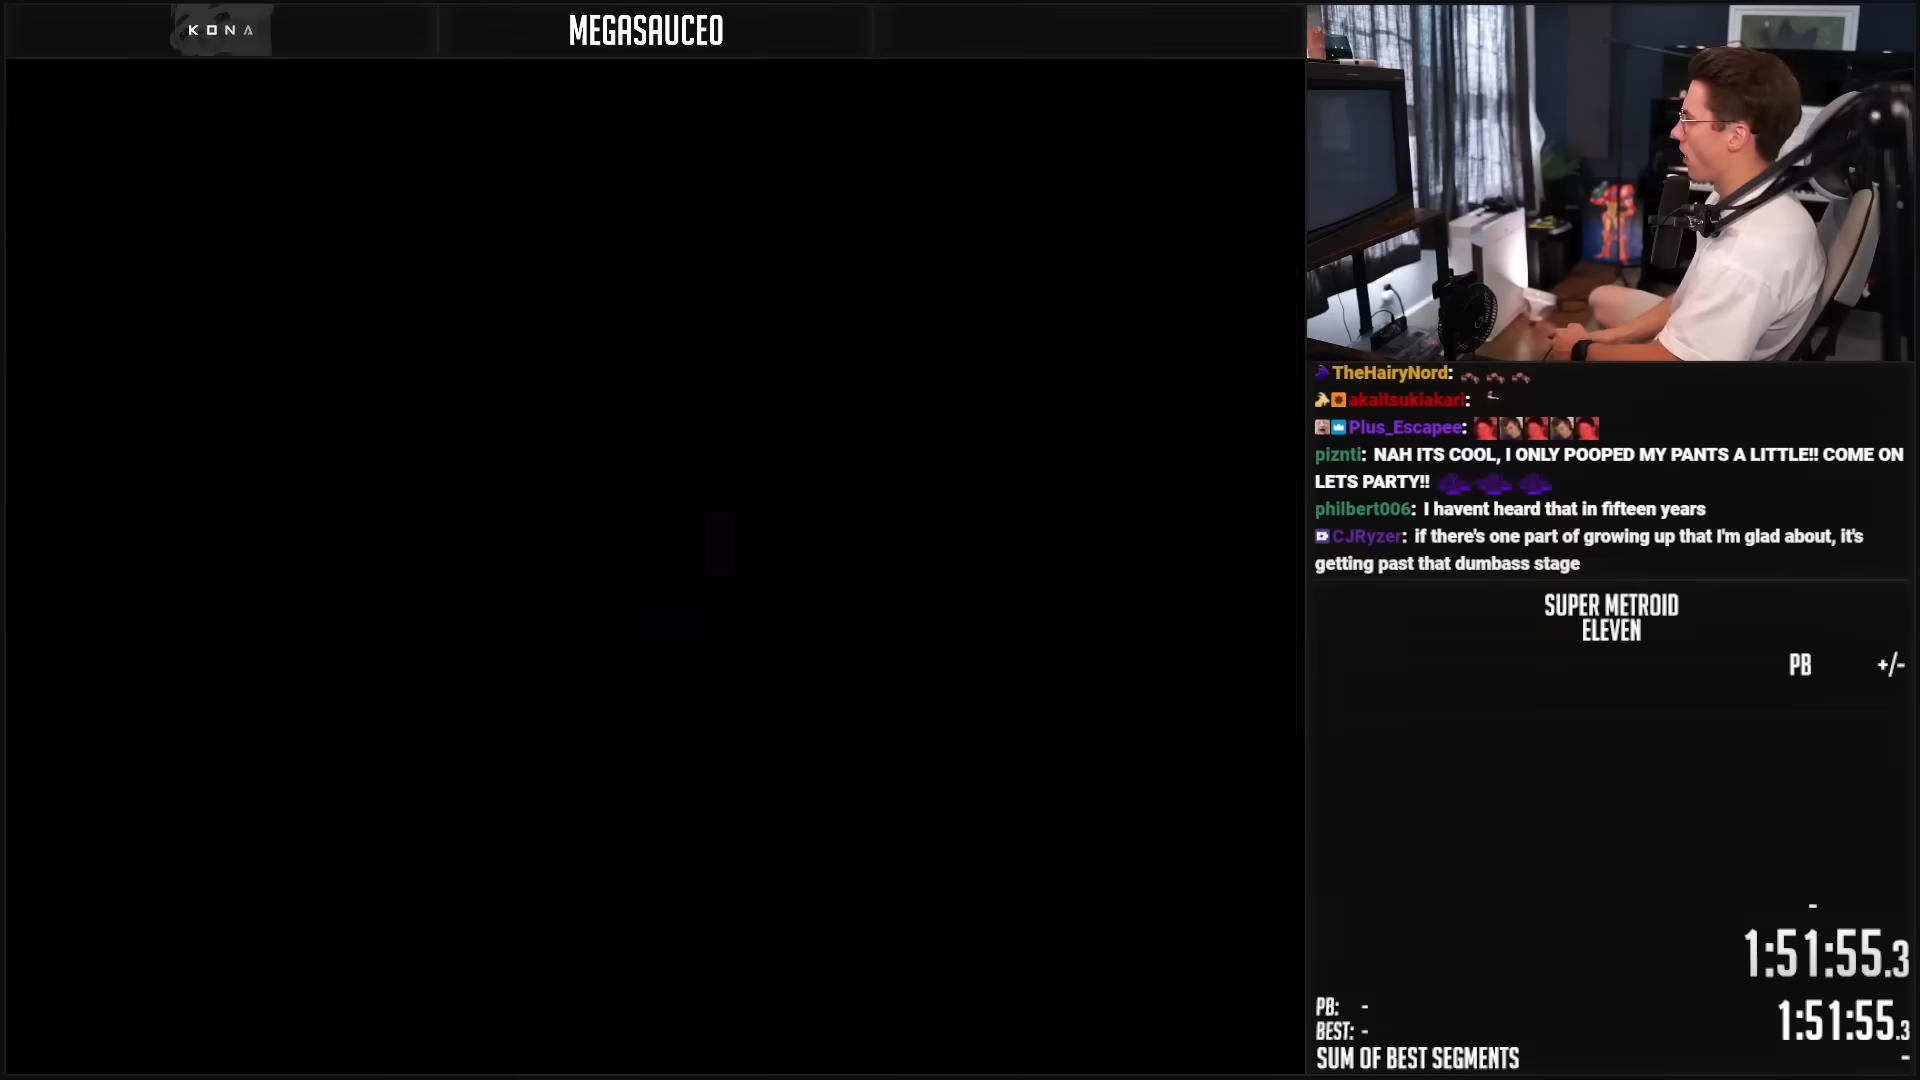 KONA
MEGASAUCEO
TheHairyNord:
akaitsukiakari:
Plus_Escapee:
piznti: NAH ITS COOL, I ONLY POOPED MY PANTS A LITTLE!! COME ON
LETS PARTY!!
philbert006: I havent heard that in fifteen years
CJRyzer: if there's one part of growing up that I'm glad about, it's
getting past that dumbass stage
SUPER METROID
ELEVEN
PB +/-
-
1:51:55.3
PB: -
1:51:55.3
BEST: -
SUM OF BEST SEGMENTS -